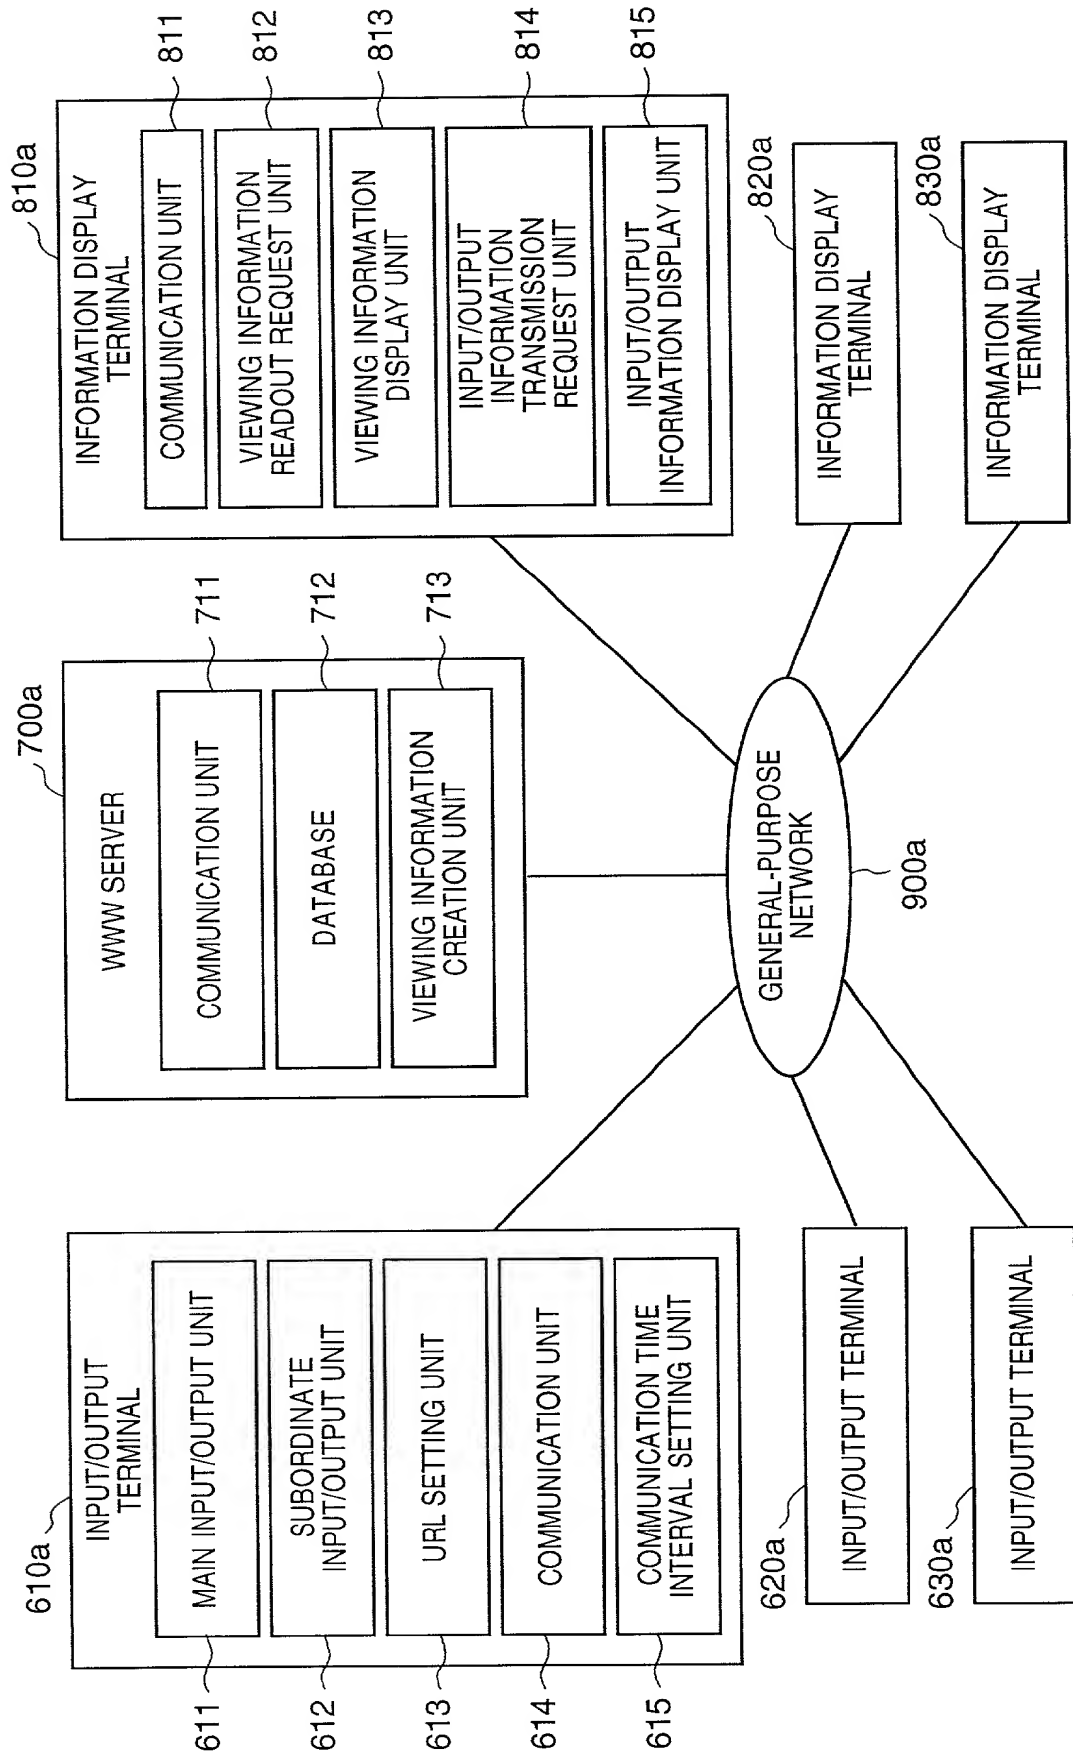 610a
INPUT/OUTPUT
TERMINAL
611
MAIN INPUT/OUTPUT UNIT
612
SUBORDINATE
INPUT/OUTPUT UNIT
613
URL SETTING UNIT
614
COMMUNICATION UNIT
615
COMMUNICATION TIME
INTERVAL SETTING UNIT
620a
INPUT/OUTPUT TERMINAL
630a
INPUT/OUTPUT TERMINAL
700a
WWW SERVER
COMMUNICATION UNIT
711
DATABASE
712
VIEWING INFORMATION
CREATION UNIT
713
GENERAL-PURPOSE
NETWORK
900a
810a
INFORMATION DISPLAY
TERMINAL
COMMUNICATION UNIT
811
VIEWING INFORMATION
READOUT REQUEST UNIT
812
VIEWING INFORMATION
DISPLAY UNIT
813
INPUT/OUTPUT
INFORMATION
TRANSMISSION
REQUEST UNIT
814
INPUT/OUTPUT
INFORMATION DISPLAY UNIT
815
820a
INFORMATION DISPLAY
TERMINAL
830a
INFORMATION DISPLAY
TERMINAL